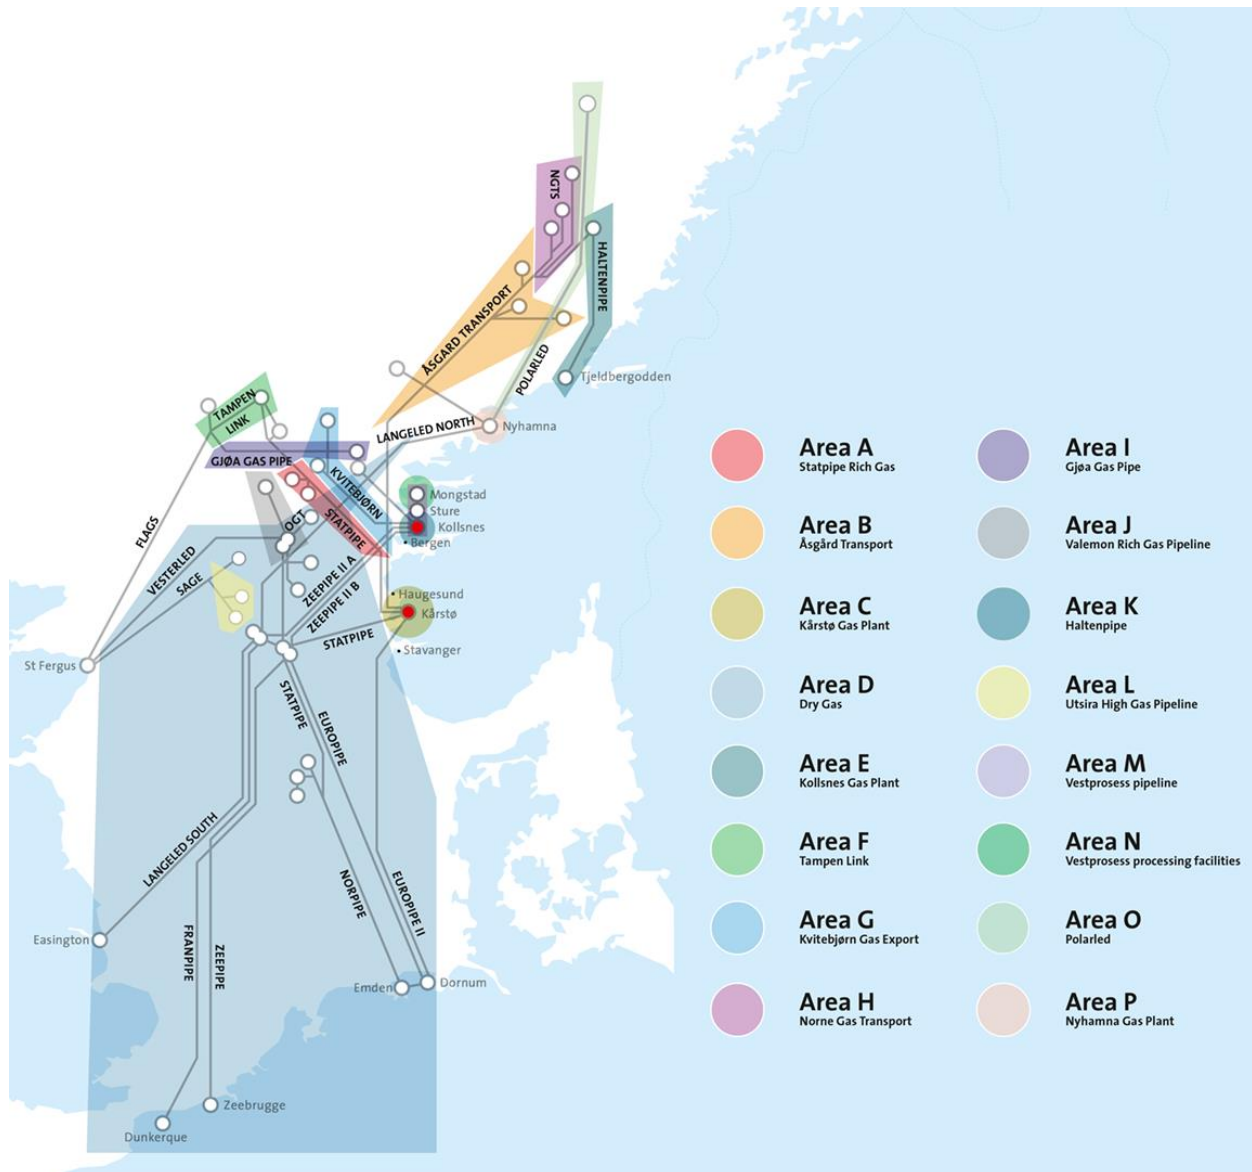 NGTS
HALTENPIPE
ÅSGARD TRANSPORT
POLARLED
Tjeldbergodden
TAMPEN
LINK
LANGELED NORTH
Nyhamna
GJØA GAS PIPE
KVITEBJØRN
Mongstad
Sture
Kollsnes
Bergen
FLAGS
OGT
STATPIPE
VESTERLED
SAGE
ZEEPIPE II A
ZEEPIPE II B
Haugesund
Kårstø
STATPIPE
Stavanger
St Fergus
STATPIPE
EUROPIPE
LANGELED SOUTH
NORPIPE
EUROPIPE II
Easington
FRANPIPE
ZEEPIPE
Emden
Dornum
Zeebrugge
Dunkerque
Area A
Statpipe Rich Gas
Area B
Åsgård Transport
Area C
Kårstø Gas Plant
Area D
Dry Gas
Area E
Kollsnes Gas Plant
Area F
Tampen Link
Area G
Kvitebjørn Gas Export
Area H
Norne Gas Transport
Area I
Gjøa Gas Pipe
Area J
Valemon Rich Gas Pipeline
Area K
Haltenpipe
Area L
Utsira High Gas Pipeline
Area M
Vestprosess pipeline
Area N
Vestprosess processing facilities
Area O
Polarled
Area P
Nyhamna Gas Plant